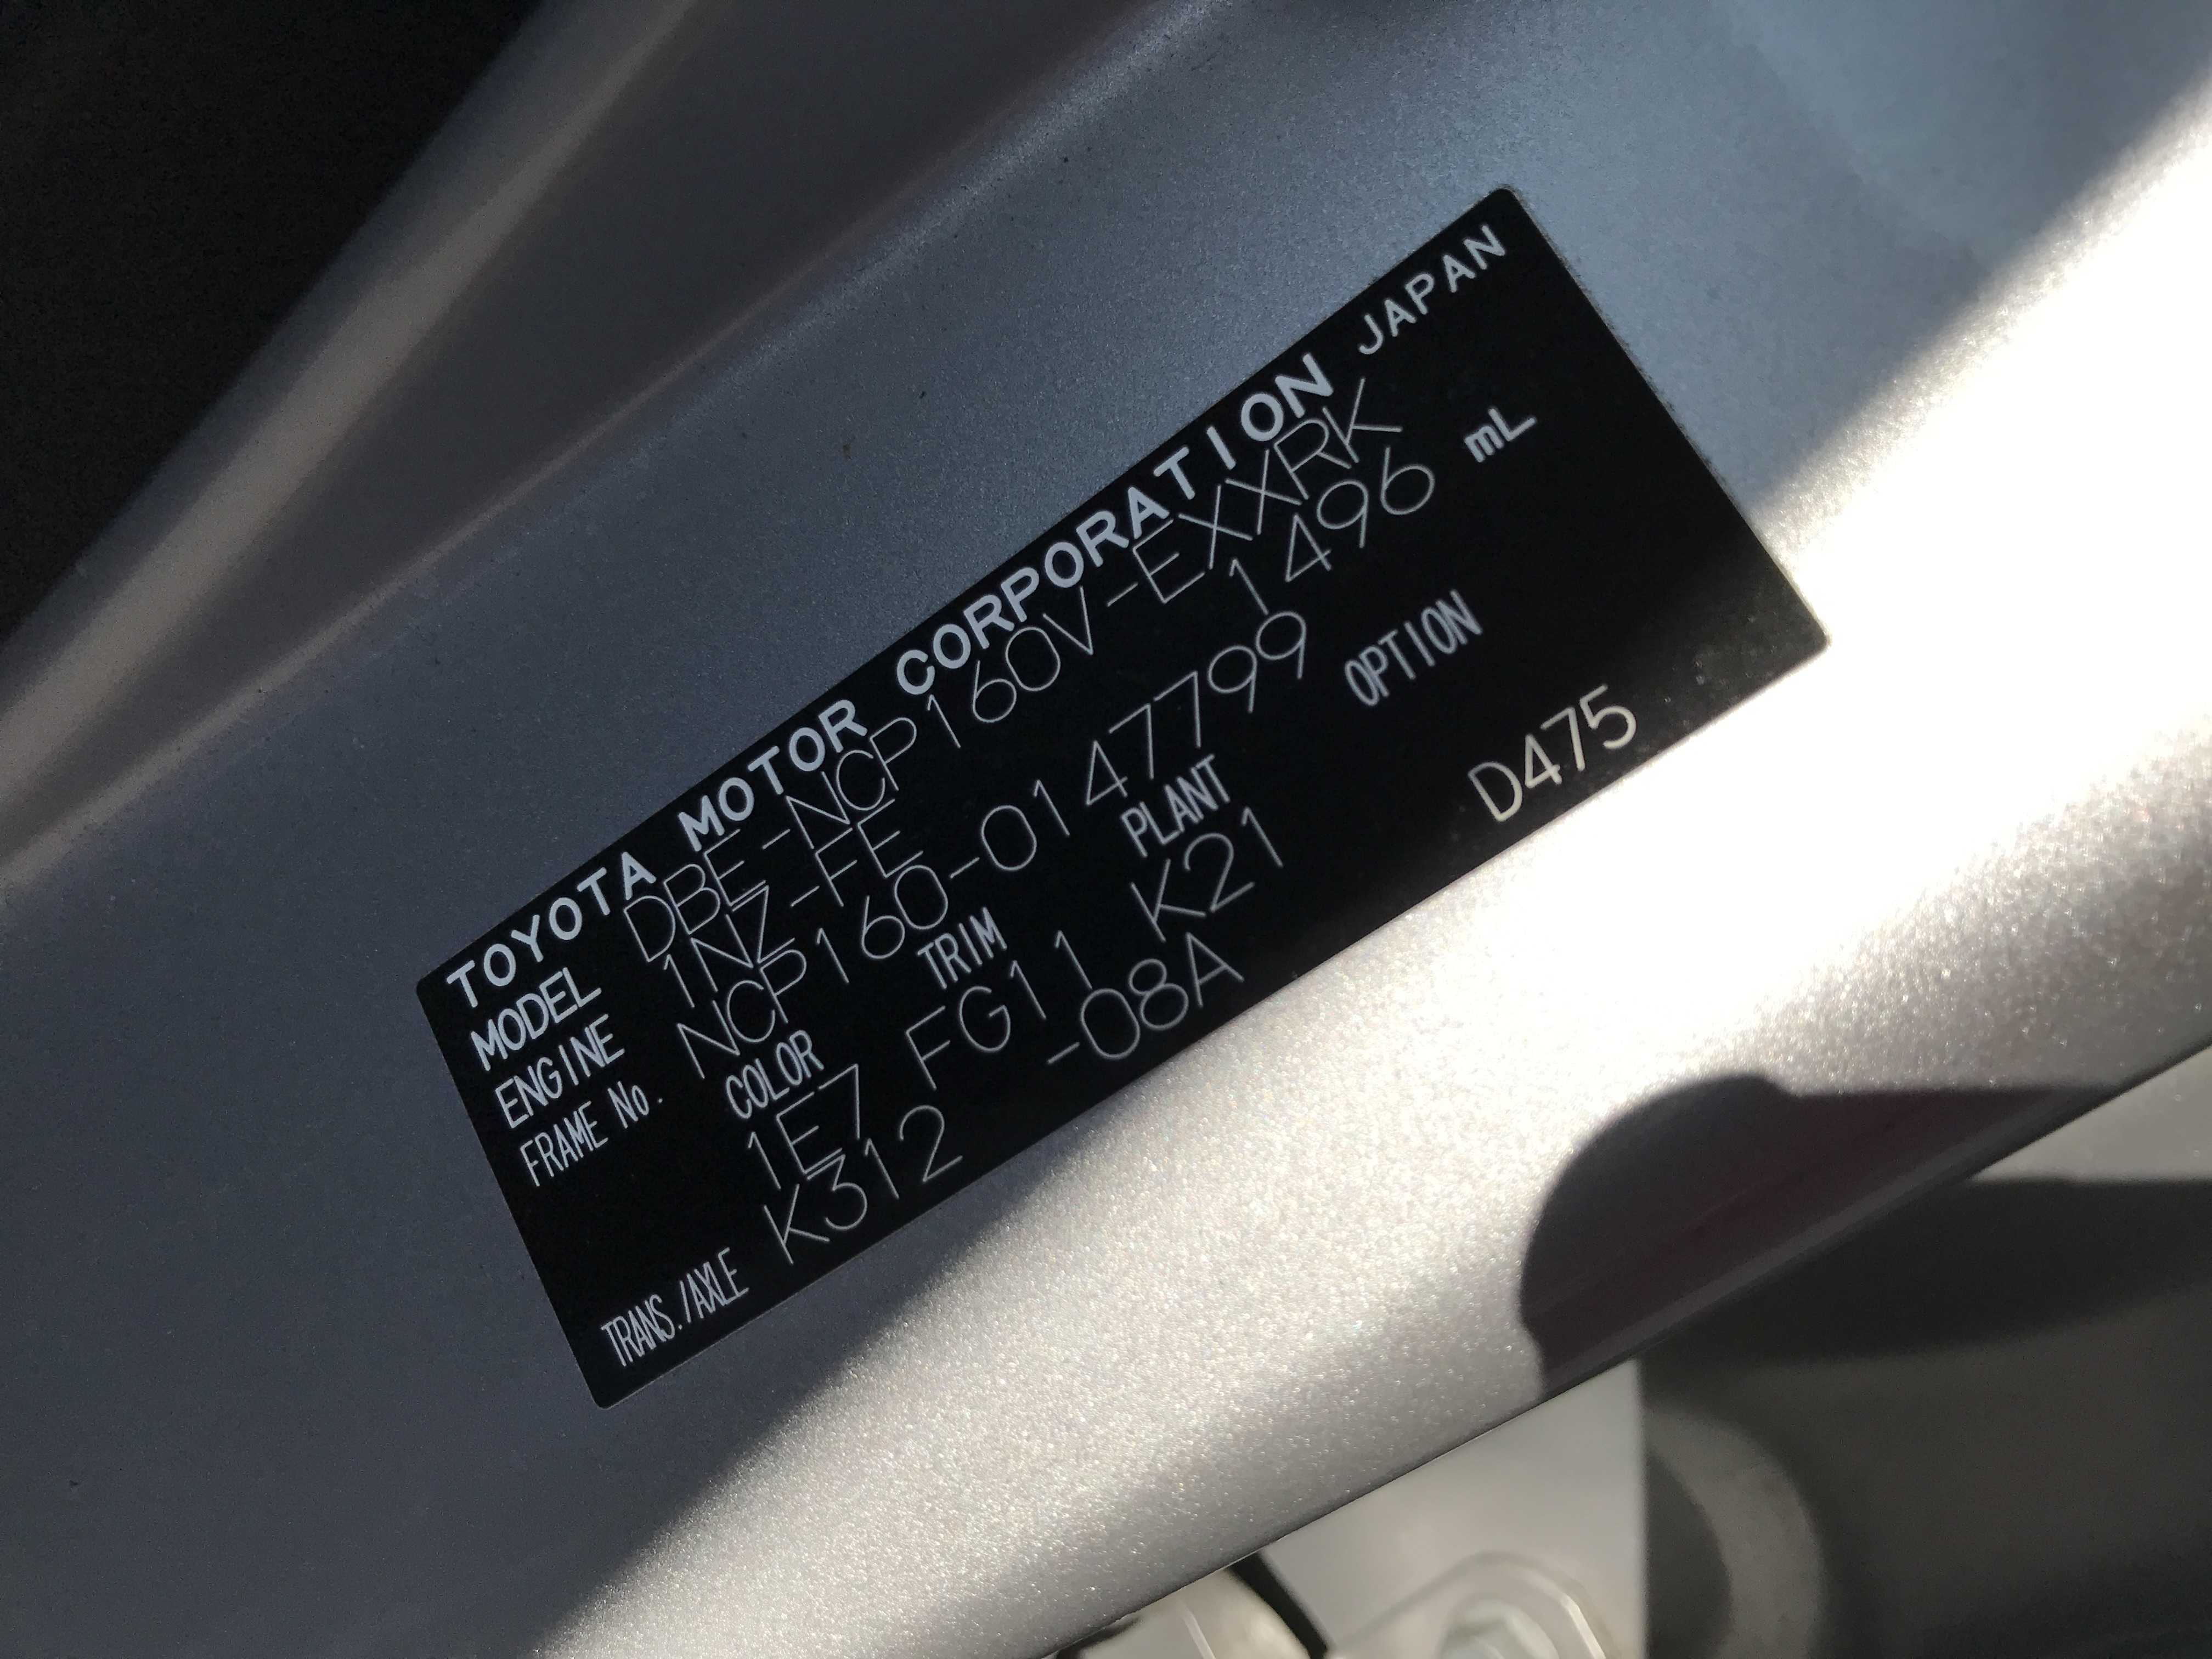 TOYOTA MOTOR CORPORATION JAPAN
MODEL DBE-NCP160V-EXXRK
ENGINE 1NZ-FE 1496 mL
FRAME No. NCP160-0147799
COLOR TRIM PLANT OPTION
1E7 FG11 K21
TRANS./AXLE K312 -08A D475